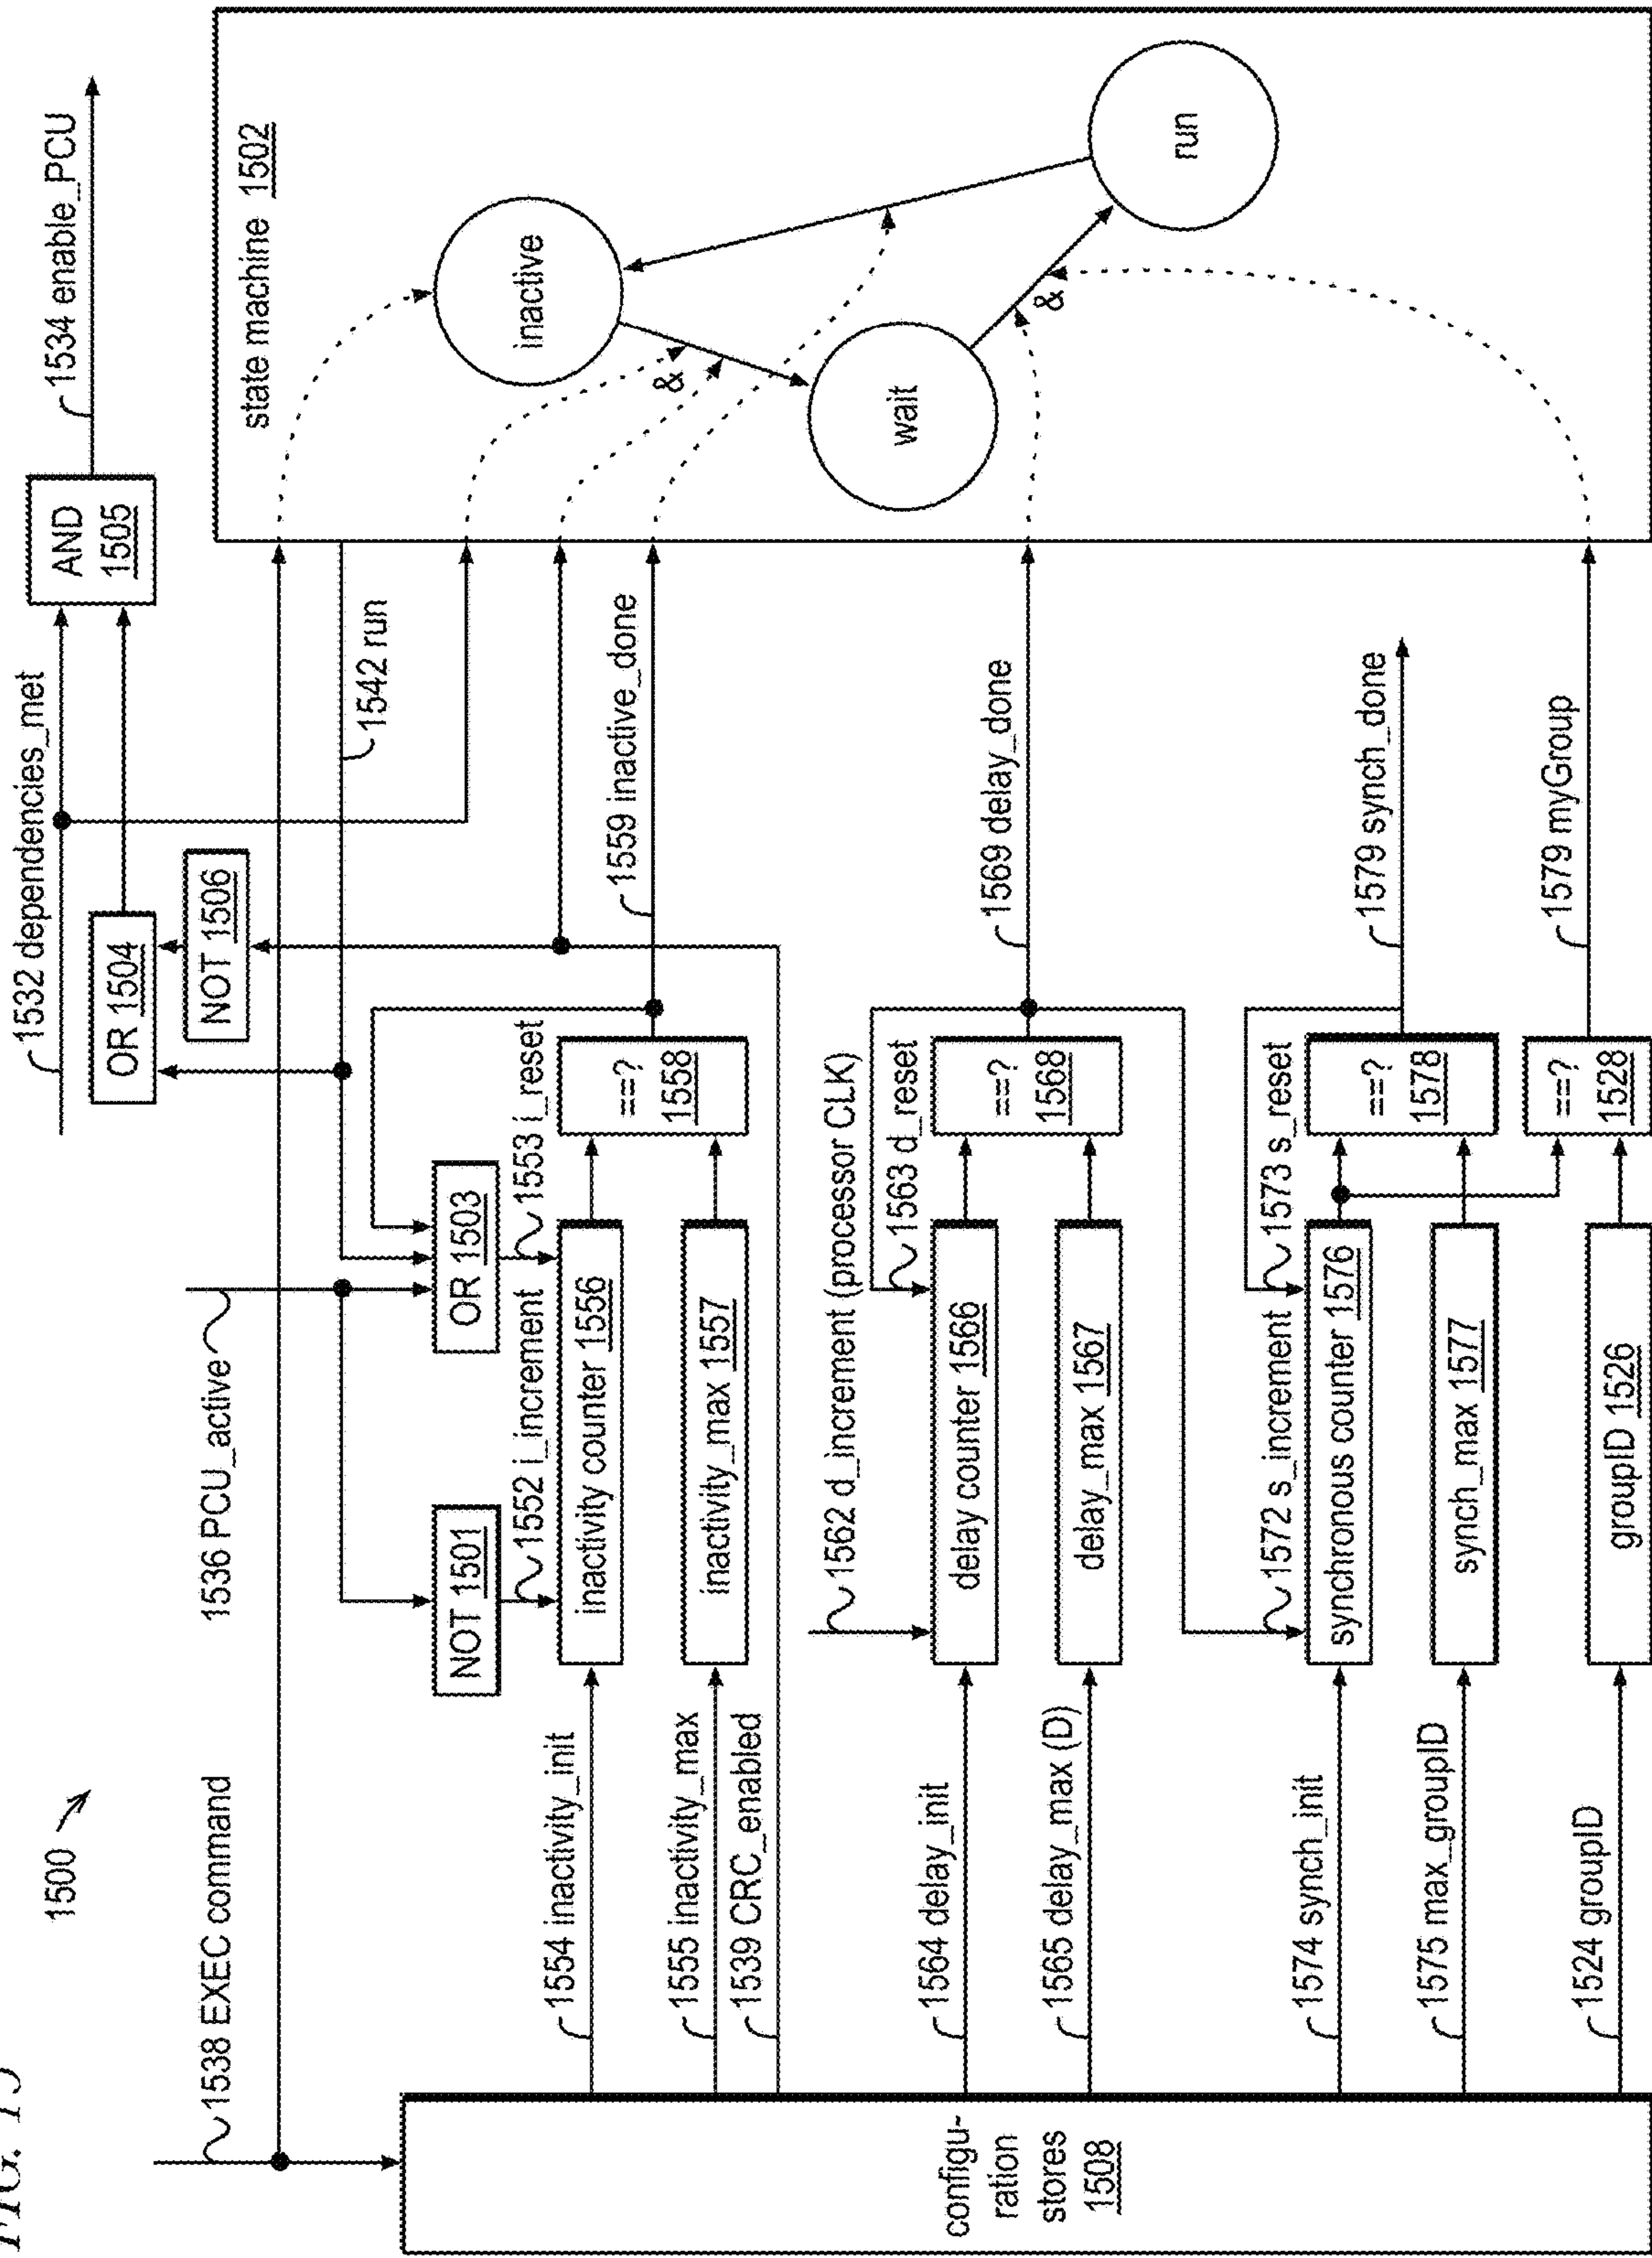 FIG. 15
1500
1532 dependencies_met
1534 enable_PCU
AND
1505
OR 1504
NOT 1506
1538 EXEC command
1536 PCU_active
1542 run
state machine 1502
inactive
wait
run
&
&
NOT 1501
OR 1503
1552 i_increment
1553 i_reset
1554 inactivity_init
inactivity counter 1556
==?
1558
1559 inactive_done
1555 inactivity_max
inactivity_max 1557
1539 CRC_enabled
1562 d_increment (processor CLK)
1563 d_reset
1564 delay_init
delay counter 1566
==?
1568
1569 delay_done
1565 delay_max (D)
delay_max 1567
configu-
ration
stores
1508
1572 s_increment
1573 s_reset
1574 synch_init
synchronous counter 1576
==?
1578
1579 synch_done
1575 max_groupID
synch_max 1577
1524 groupID
groupID 1526
==?
1528
1579 myGroup